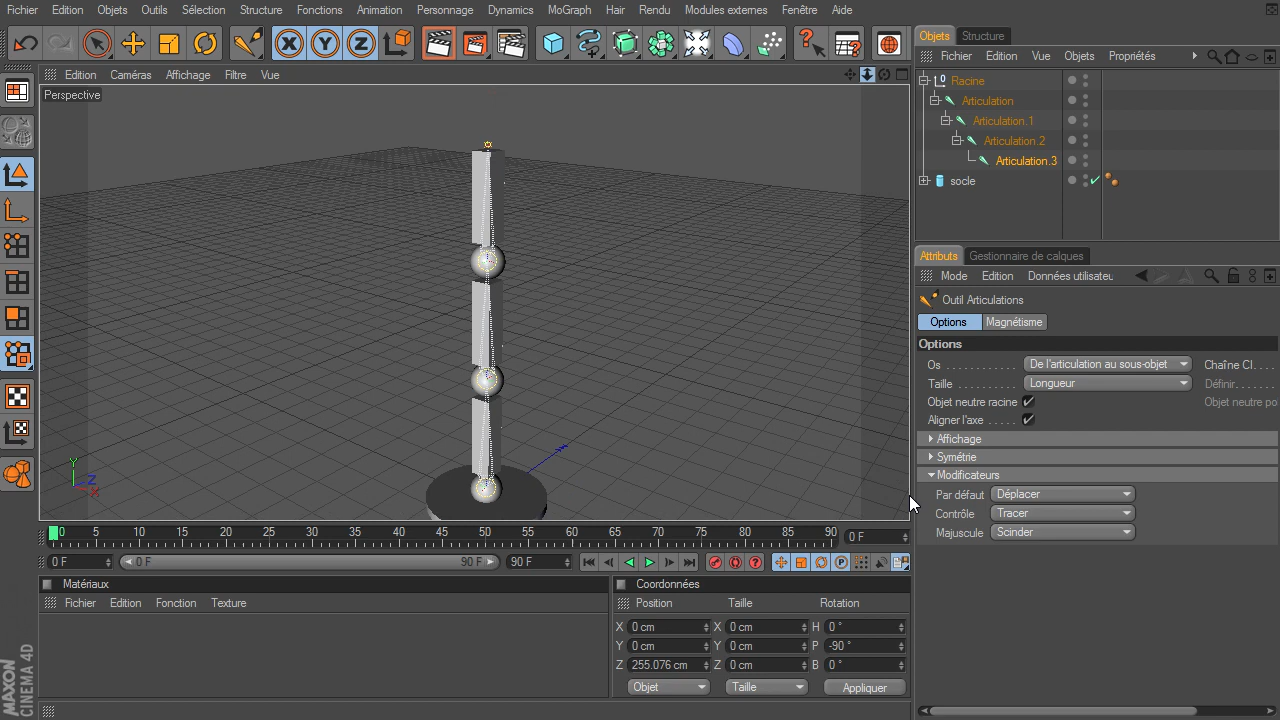 Fichier Edition Objets Outils Sélection Structure Fonctions Animation Personnage Dynamics MoGraph Hair Rendu Modules externes Fenêtre Aide
Objets Structure
Fichier Edition Vue Objets Propriétés
Edition Caméras Affichage Filtre Vue
Perspective
Racine
Articulation
Articulation.1
Articulation.2
Articulation.3
socle
Attributs Gestionnaire de calques
Mode Edition Données utilisateu
Outil Articulations
Options Magnétisme
Options
Os De l'articulation au sous-objet Chaîne CI
Taille Longueur Définir
Objet neutre racine Objet neutre po
Aligner l'axe
Affichage
Symétrie
Modificateurs
Par défaut Déplacer
Contrôle Tracer
Majuscule Scinder
Y
Z
X
0 5 10 15 20 25 30 35 40 45 50 55 60 65 70 75 80 85 90 0 F
0 F 0 F 90 F 90 F
Matériaux
Fichier Edition Fonction Texture
Coordonnées
Position Taille Rotation
X 0 cm X 0 cm H 0 °
Y 0 cm Y 0 cm P -90 °
Z 255.076 cm Z 0 cm B 0 °
Objet Taille Appliquer
MAXON
CINEMA 4D